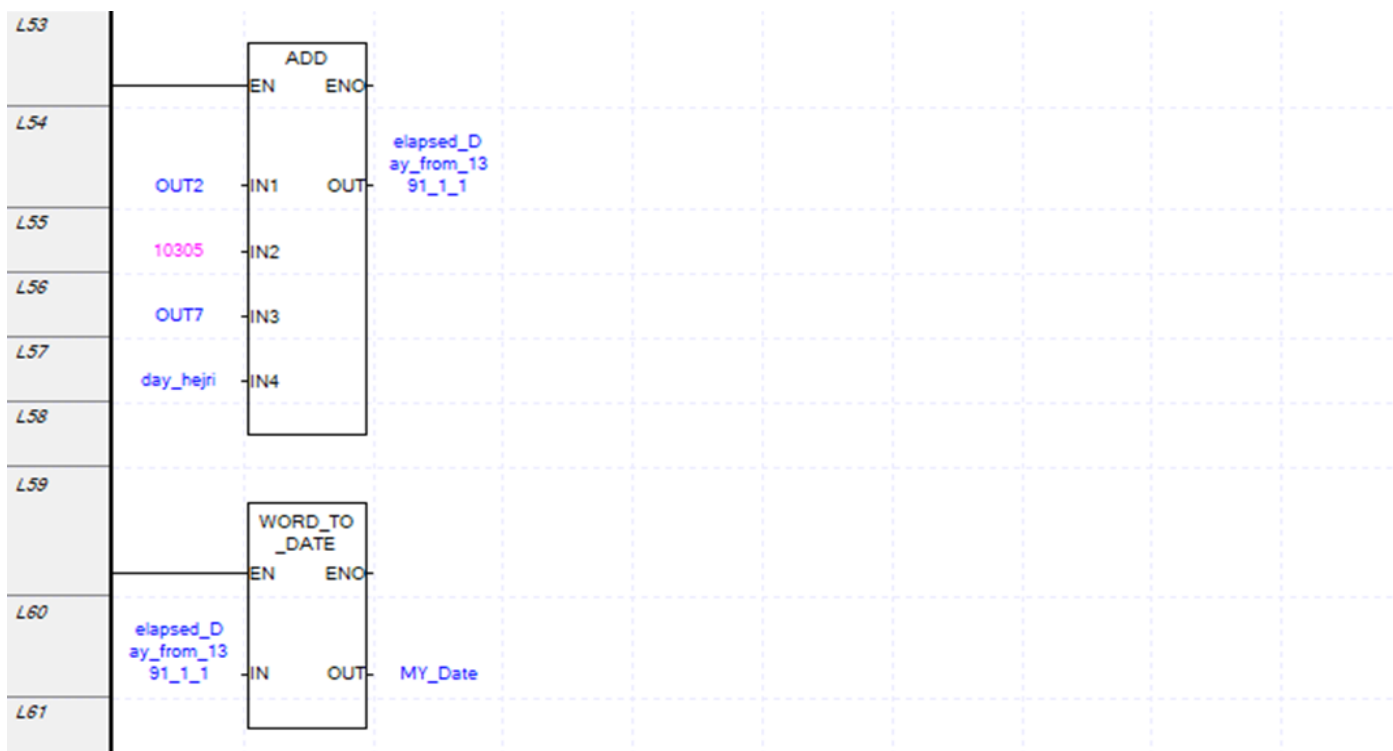 L53
ADD
EN ENO
L54
elapsed_D
ay_from_13
91_1_1
OUT2 IN1 OUT
L55
10305 IN2
L56
OUT7 IN3
L57
day_hejri IN4
L58
L59
WORD_TO
_DATE
EN ENO
L60
elapsed_D
ay_from_13
91_1_1 IN OUT MY_Date
L61